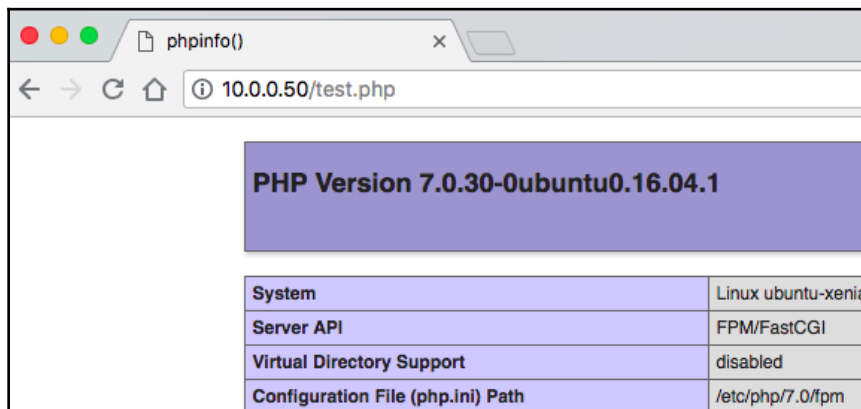 phpinfo()
10.0.0.50/test.php
PHP Version 7.0.30-0ubuntu0.16.04.1
System Linux ubuntu-xenia
Server API FPM/FastCGI
Virtual Directory Support disabled
Configuration File (php.ini) Path /etc/php/7.0/fpm